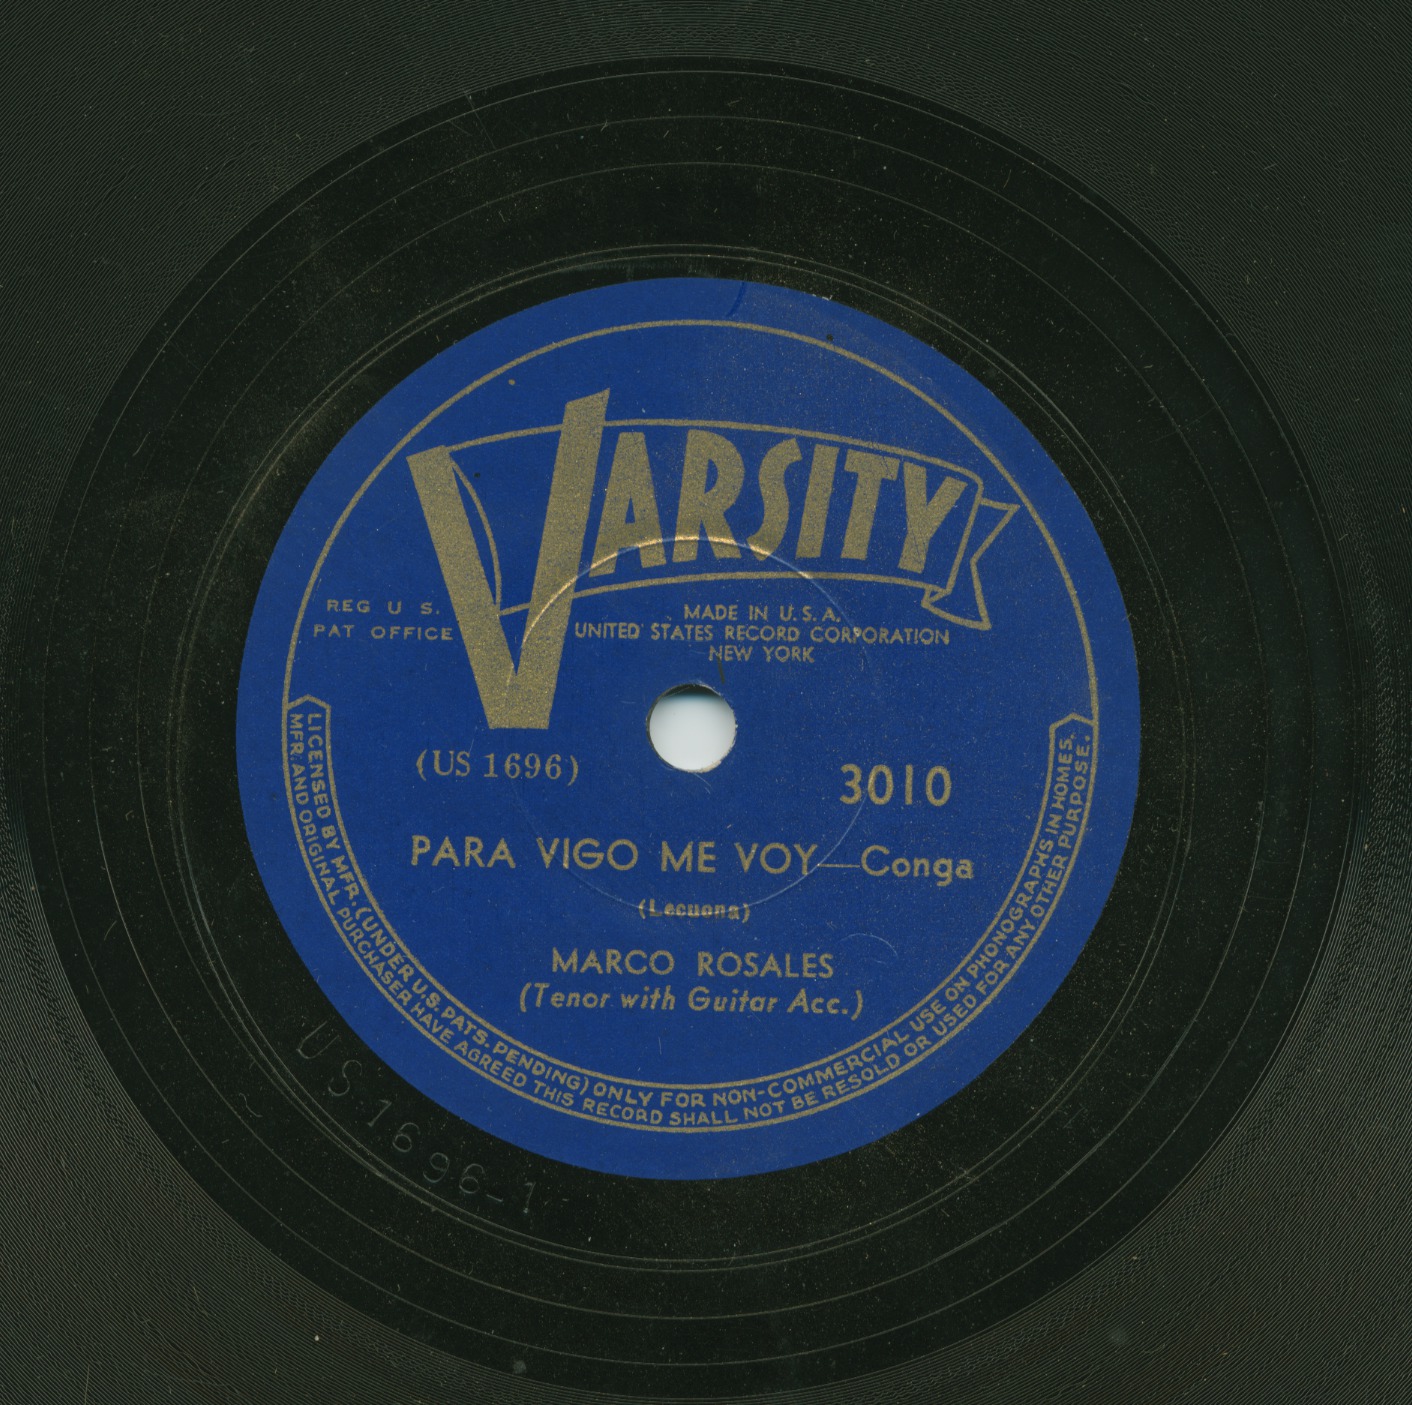 VARSITY
REG U S.
PAT OFFICE
MADE IN U.S.A.
UNITED STATES RECORD CORPORATION
NEW YORK
(US 1696)
3010
PARA VIGO ME VOY—Conga
(Lecuona)
MARCO ROSALES
(Tenor with Guitar Acc.)
LICENSED BY MFR. (UNDER U.S. PATS. PENDING) ONLY FOR NON-COMMERCIAL USE ON PHONOGRAPHS IN HOMES.
MFR. AND ORIGINAL PURCHASER HAVE AGREED THIS RECORD SHALL NOT BE RESOLD OR USED FOR ANY OTHER PURPOSE.
US-1696-1